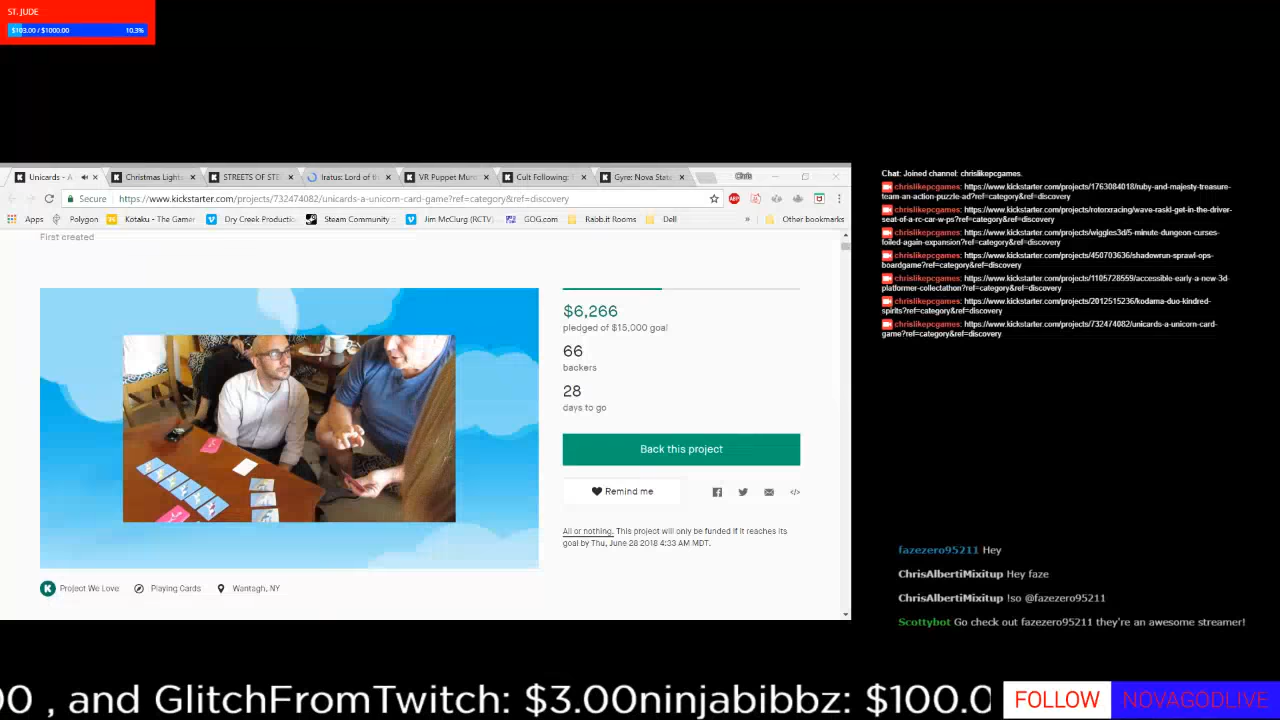 ST. JUDE
$103.00 / $1000.00 10.3%
Unicards - A
Christmas Lights
STREETS OF STE
Iratus: Lord of th
VR Puppet Mur
Cult Following:
Gyre: Nova Stat
Chris
Secure
https://www.kickstarter.com/projects/732474082/unicards-a-unicorn-card-game?ref=category&ref=discovery
Apps
Polygon
Kotaku - The Gamer
Dry Creek Production
Steam Community ::
Jim McClurg (RCTV)
GOG.com
Rabb.it Rooms
Dell
»
Other bookmarks
First created
$6,266
pledged of $15,000 goal
66
backers
28
days to go
Back this project
Remind me
All or nothing. This project will only be funded if it reaches its
goal by Thu, June 28 2018 4:33 AM MDT.
Project We Love
Playing Cards
Wantagh, NY
Chat: Joined channel: chrislikepcgames.
chrislikepcgames: https://www.kickstarter.com/projects/1763084018/ruby-and-majesty-treasure-
team-an-action-puzzle-ad?ref=category&ref=discovery
chrislikepcgames: https://www.kickstarter.com/projects/rotorxracing/wave-raskl-get-in-the-driver-
seat-of-a-rc-car-w-ps?ref=category&ref=discovery
chrislikepcgames: https://www.kickstarter.com/projects/wiggles3d/5-minute-dungeon-curses-
foiled-again-expansion?ref=category&ref=discovery
chrislikepcgames: https://www.kickstarter.com/projects/450703636/shadowrun-sprawl-ops-
boardgame?ref=category&ref=discovery
chrislikepcgames: https://www.kickstarter.com/projects/1105728559/accessible-early-a-new-3d-
platformer-collectathon?ref=category&ref=discovery
chrislikepcgames: https://www.kickstarter.com/projects/2012515236/kodama-duo-kindred-
spirits?ref=category&ref=discovery
chrislikepcgames: https://www.kickstarter.com/projects/732474082/unicards-a-unicorn-card-
game?ref=category&ref=discovery
fazezero95211 Hey
ChrisAlbertiMixitup Hey faze
ChrisAlbertiMixitup !so @fazezero95211
Scottybot Go check out fazezero95211 they're an awesome streamer!
00 , and GlitchFromTwitch: $3.00ninjabibbz: $100.0
FOLLOW NOVAGODLIVE